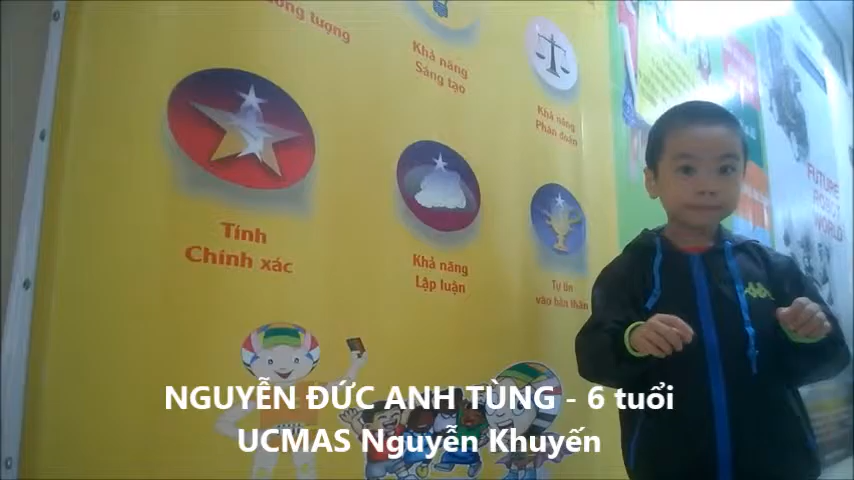 tượng
Khả năng
Sáng tạo
Khả năng
Phán đoán
Tính
Chính xác
Khả năng
Lập luận
Tự tin
vào bản thân
FUTURE
ROBOT
WORLD
NGUYỄN ĐỨC ANH TÙNG - 6 tuổi
UCMAS Nguyễn Khuyến